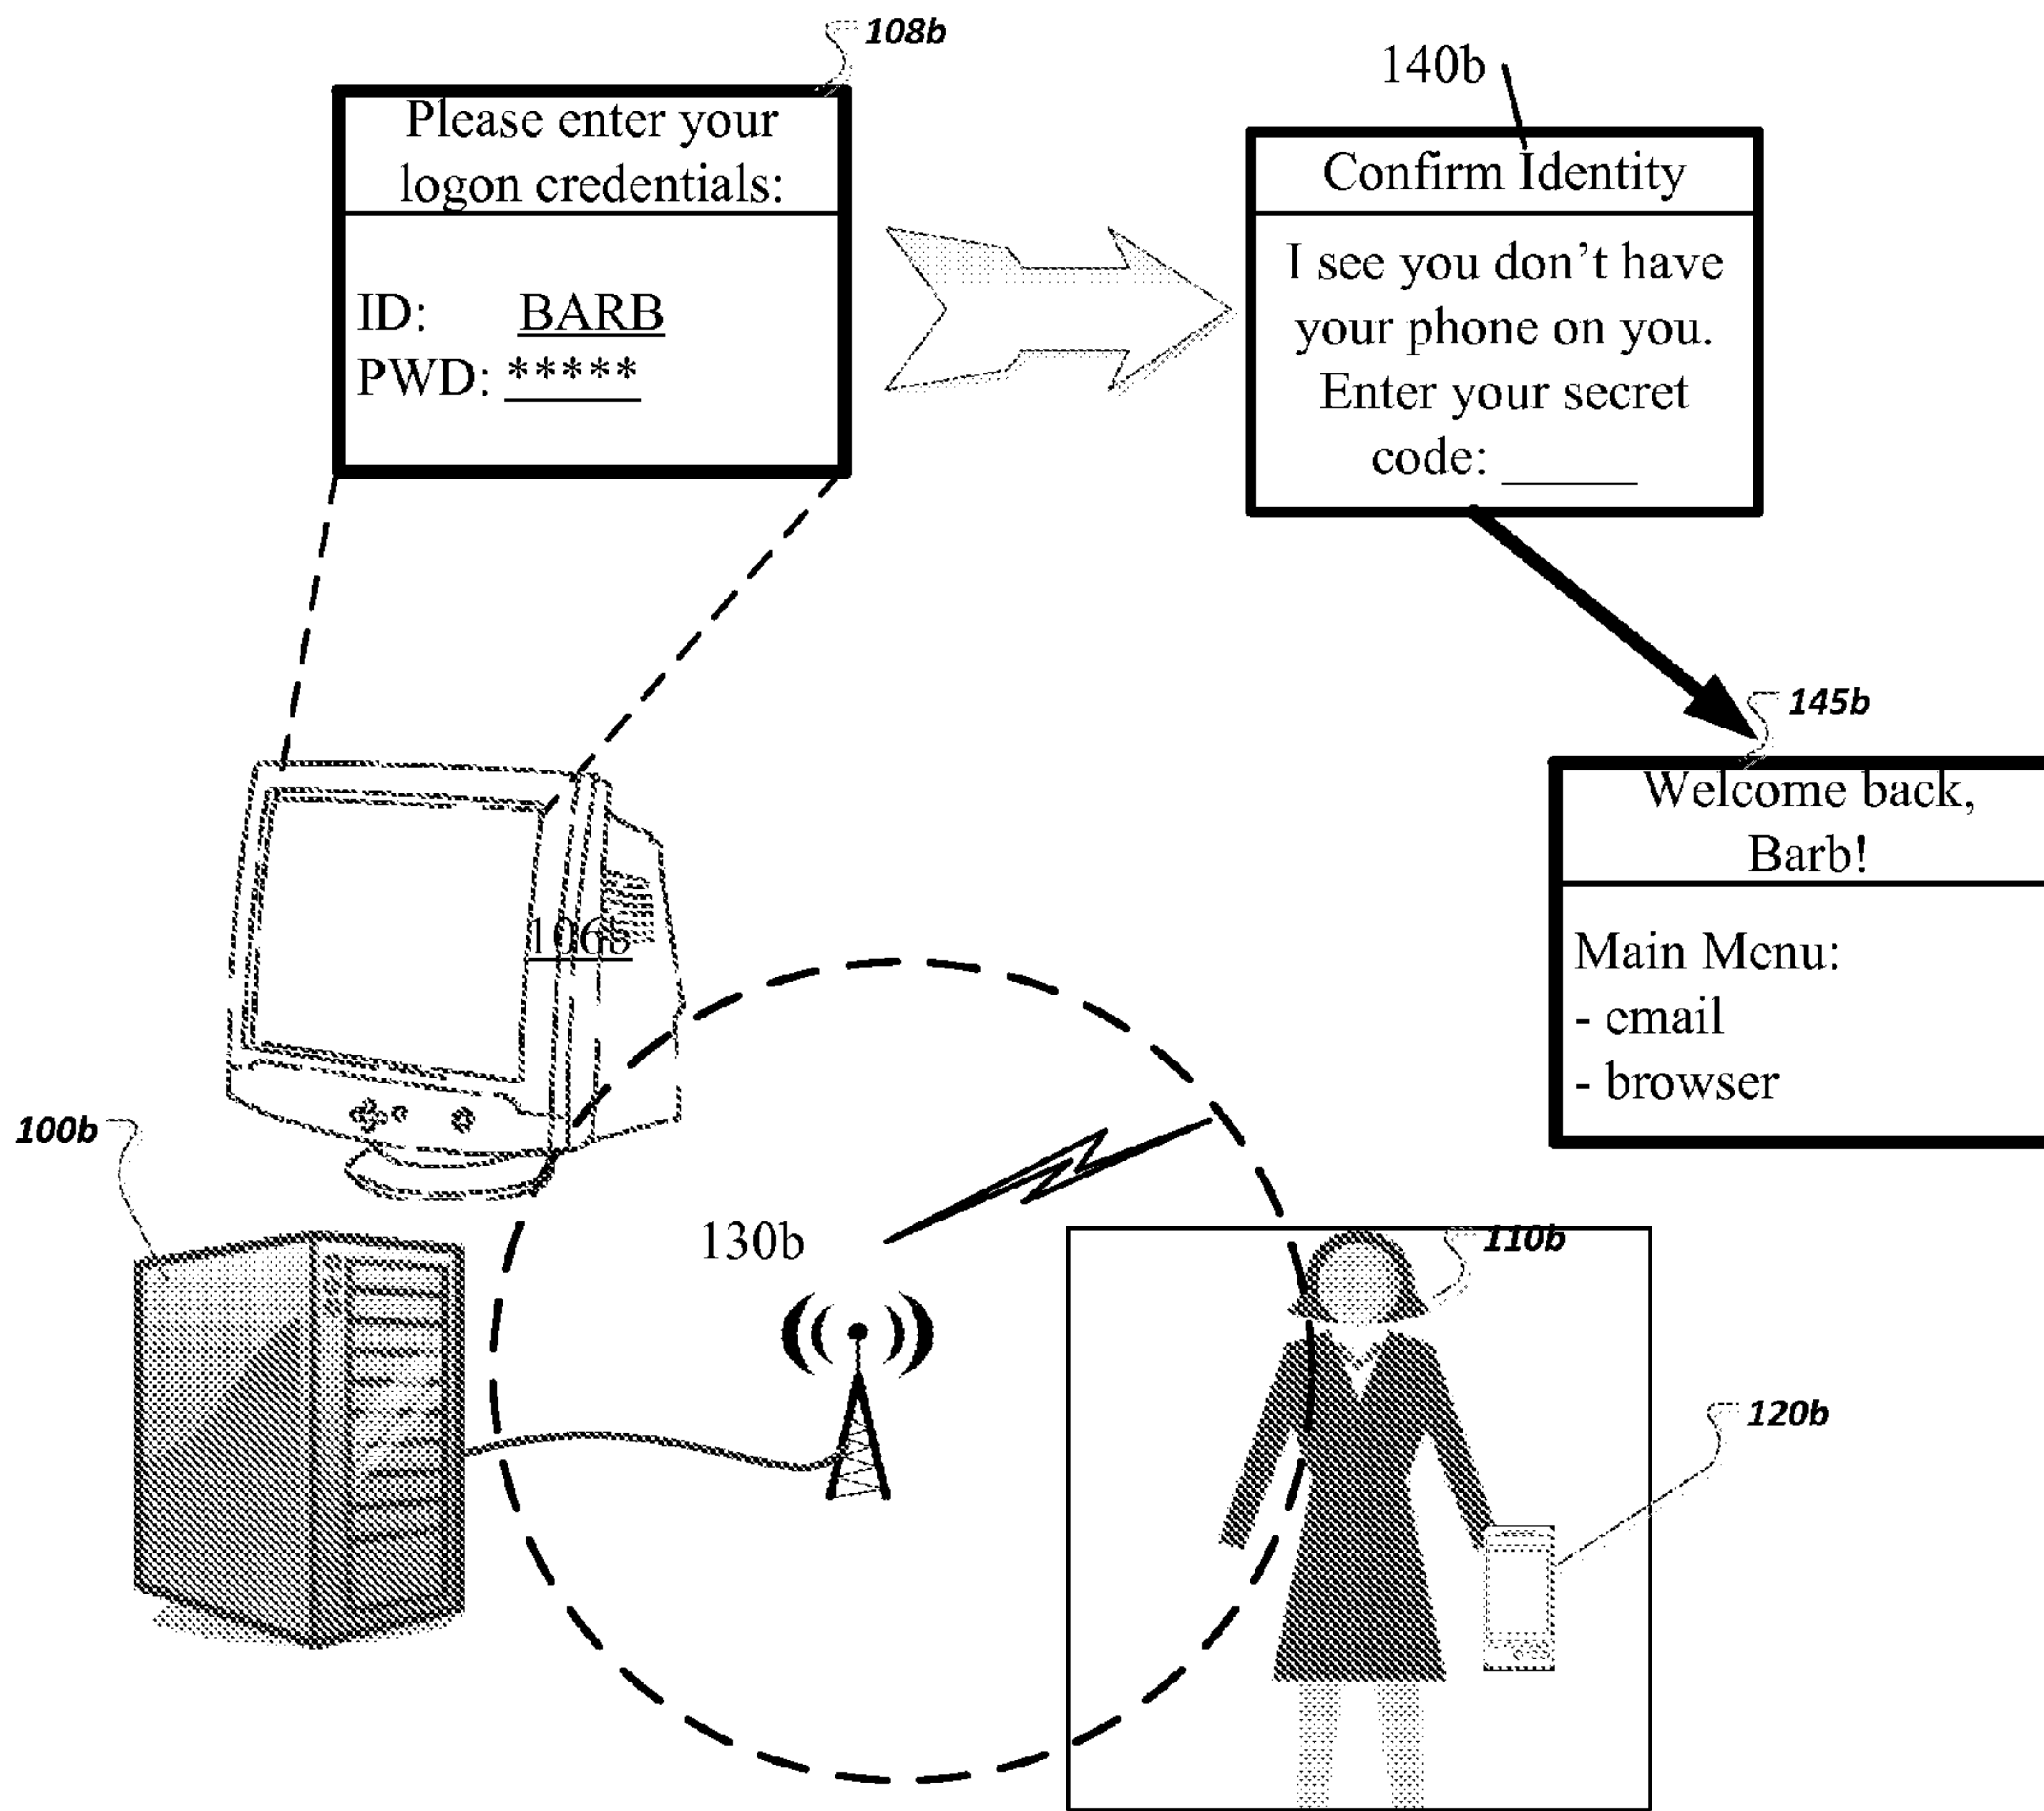 108b
Please enter your
logon credentials:
ID: BARB
PWD: *****
140b
Confirm Identity
I see you don't have
your phone on you.
Enter your secret
code: ______
145b
Welcome back,
Barb!
Main Menu:
- email
- browser
106b
100b
130b
110b
120b